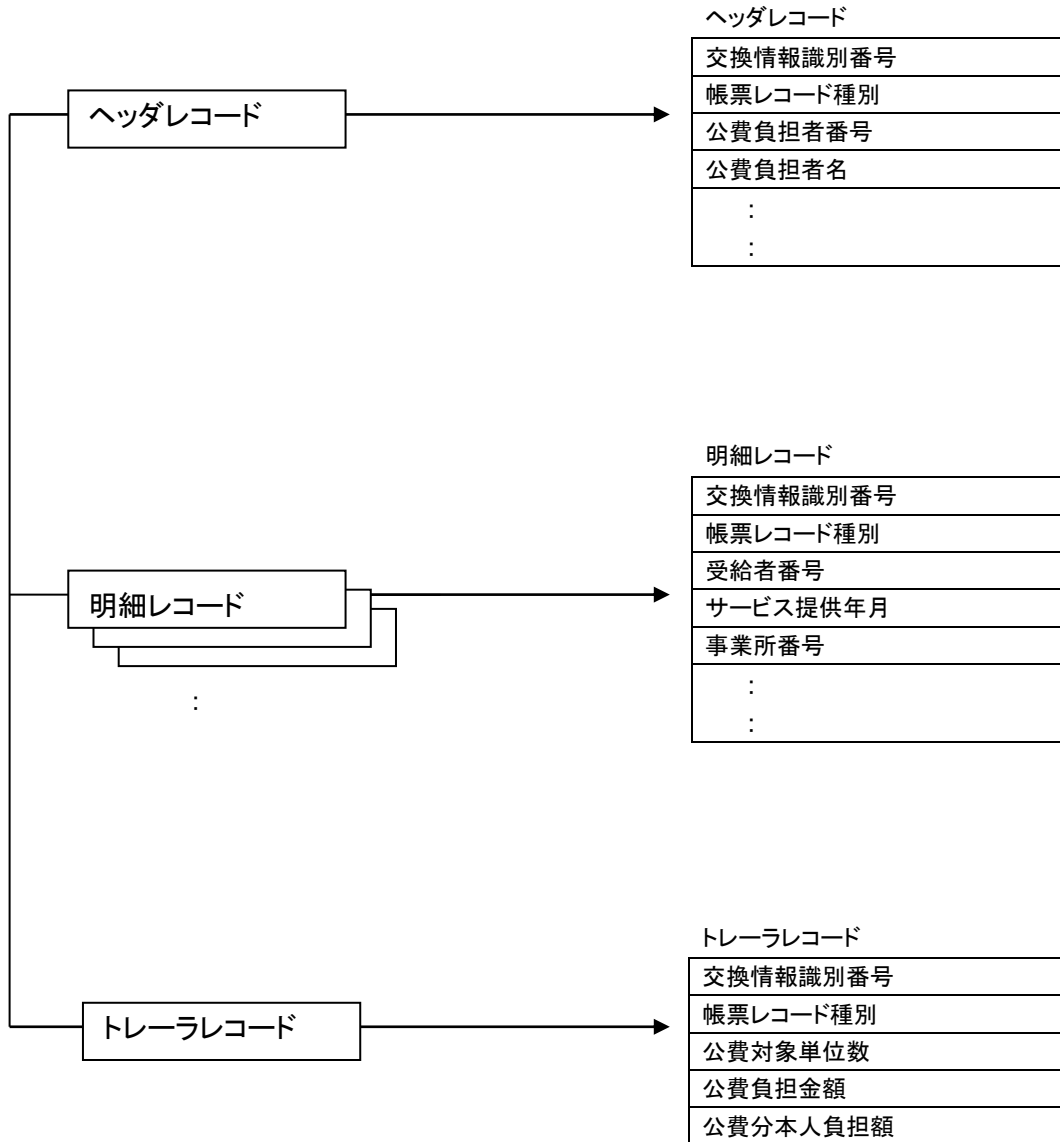 ヘッダレコード
ヘッダレコード
交換情報識別番号
帳票レコード種別
公費負担者番号
公費負担者名
:
:
明細レコード
:
明細レコード
交換情報識別番号
帳票レコード種別
受給者番号
サービス提供年月
事業所番号
:
:
トレーラレコード
トレーラレコード
交換情報識別番号
帳票レコード種別
公費対象単位数
公費負担金額
公費分本人負担額